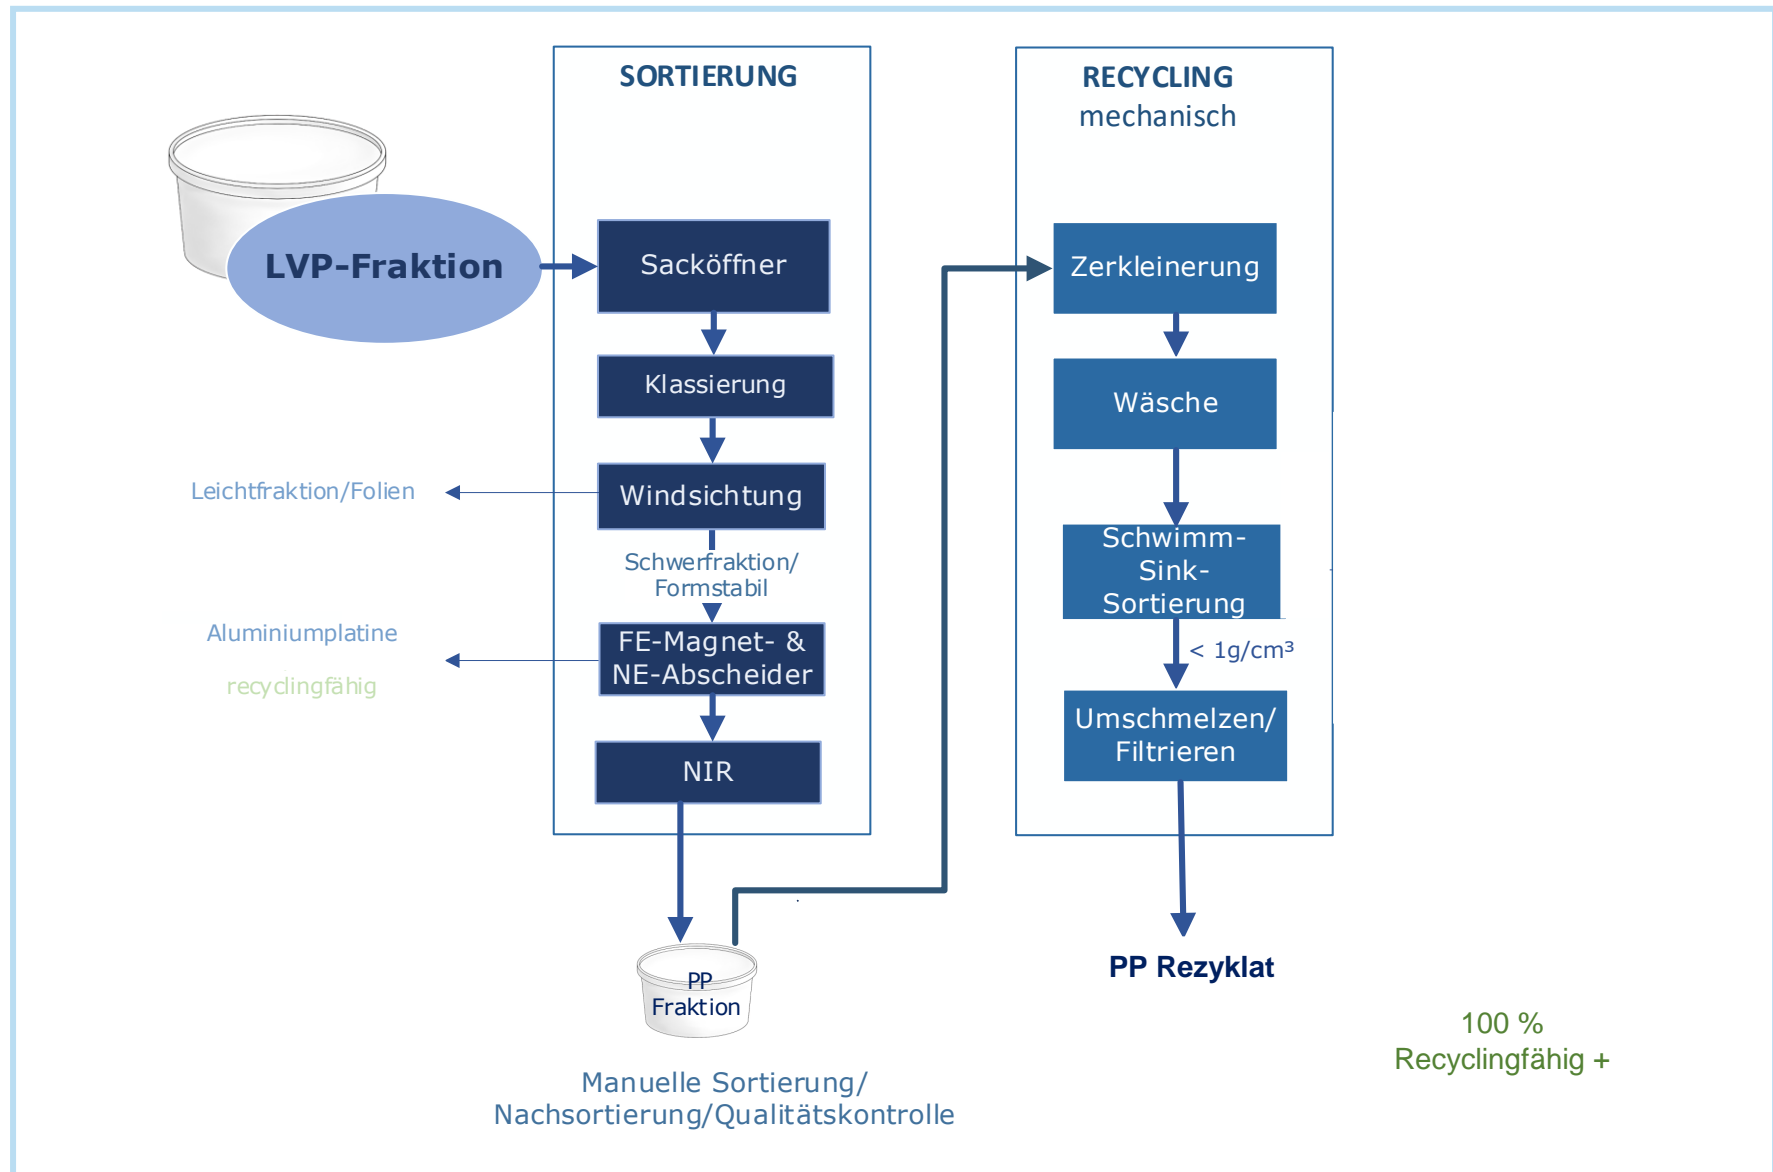 SORTIERUNG
LVP-Fraktion
Sacköffner
Klassierung
Windsichtung
Leichtfraktion/Folien
Schwerfraktion/
Formstabil
FE-Magnet- &
NE-Abscheider
Aluminiumplatine
recyclingfähig
NIR
PP
Fraktion
Manuelle Sortierung/
Nachsortierung/Qualitätskontrolle
RECYCLING
mechanisch
Zerkleinerung
Wäsche
Schwimm-
Sink-
Sortierung
< 1g/cm³
Umschmelzen/
Filtrieren
PP Rezyklat
100 %
Recyclingfähig +